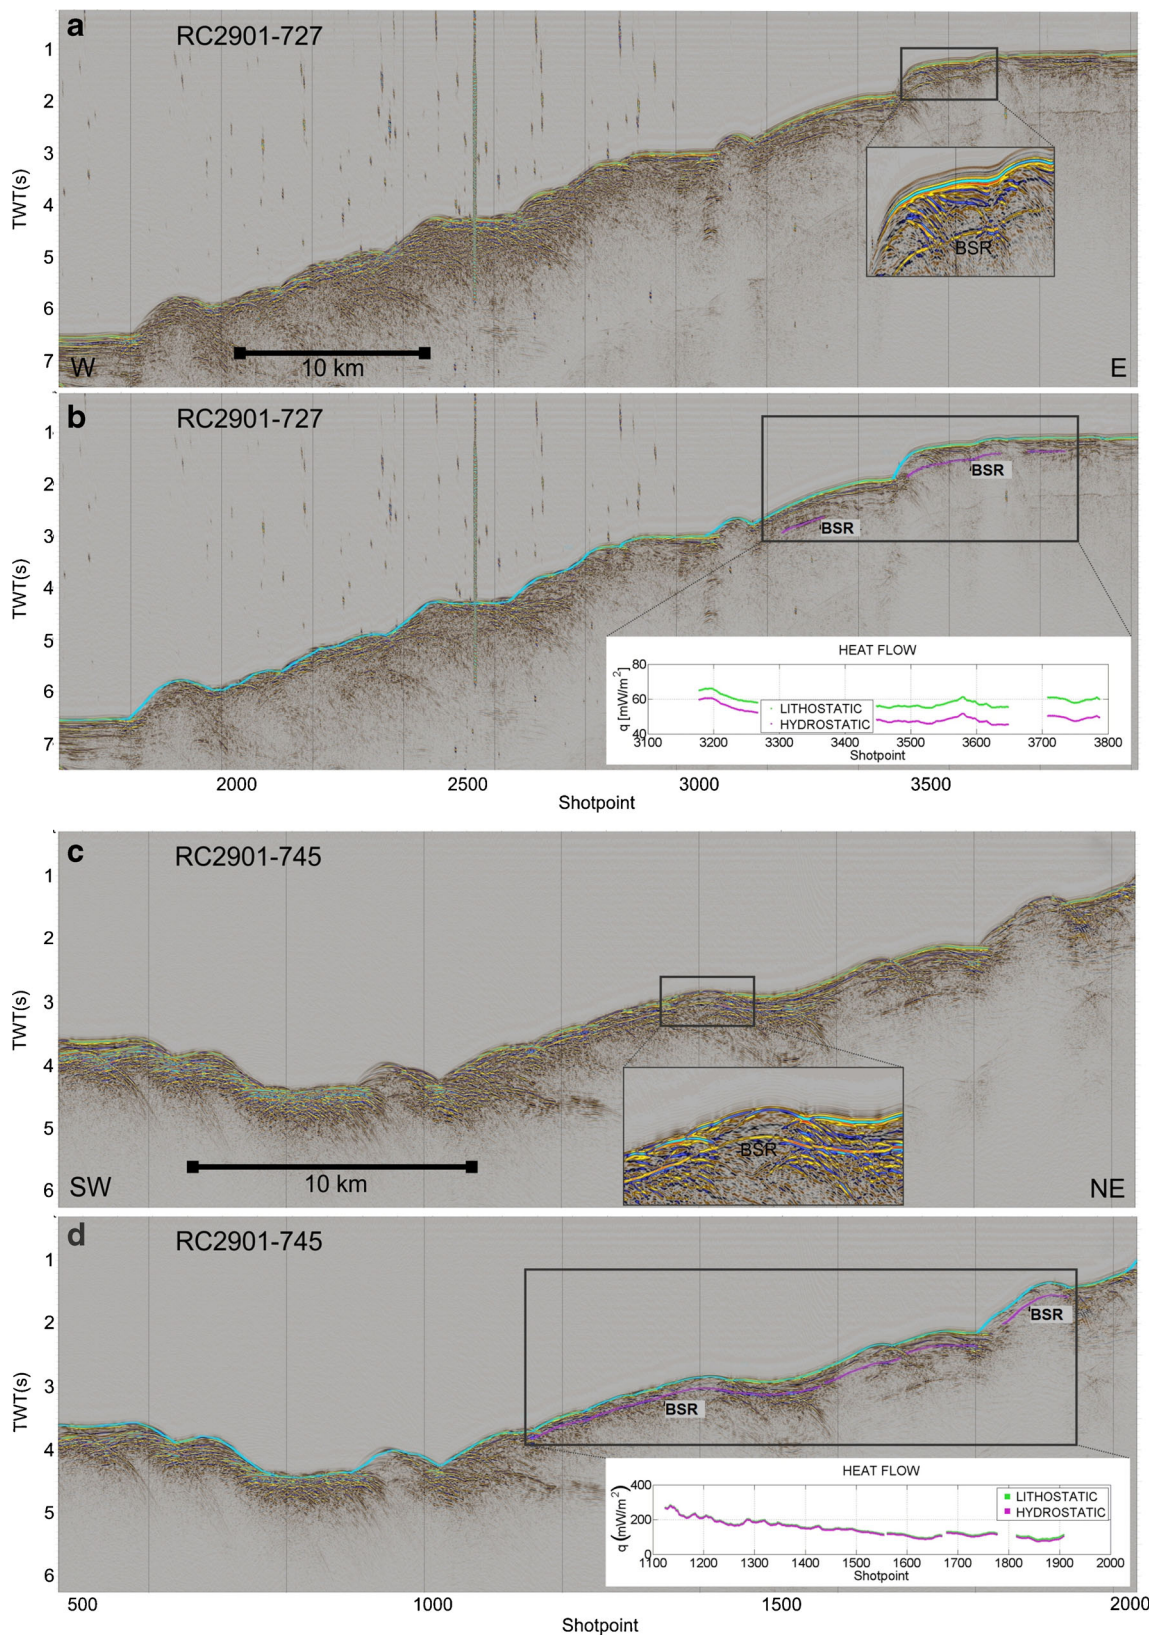 a
RC2901-727
1
2
3
4
5
6
7
TWT(s)
BSR
10 km
W
E
b
RC2901-727
1
2
3
4
5
6
7
TWT(s)
BSR
BSR
HEAT FLOW
80
60
40
q [mW/m²]
LITHOSTATIC
HYDROSTATIC
3100 3200 3300 3400 3500 3600 3700 3800
Shotpoint
2000 2500 3000 3500
Shotpoint
c
RC2901-745
1
2
3
4
5
6
TWT(s)
BSR
10 km
SW
NE
d
RC2901-745
1
2
3
4
5
6
TWT(s)
BSR
BSR
HEAT FLOW
400
200
0
q (mW/m²)
LITHOSTATIC
HYDROSTATIC
1100 1200 1300 1400 1500 1600 1700 1800 1900 2000
Shotpoint
500 1000 1500 2000
Shotpoint